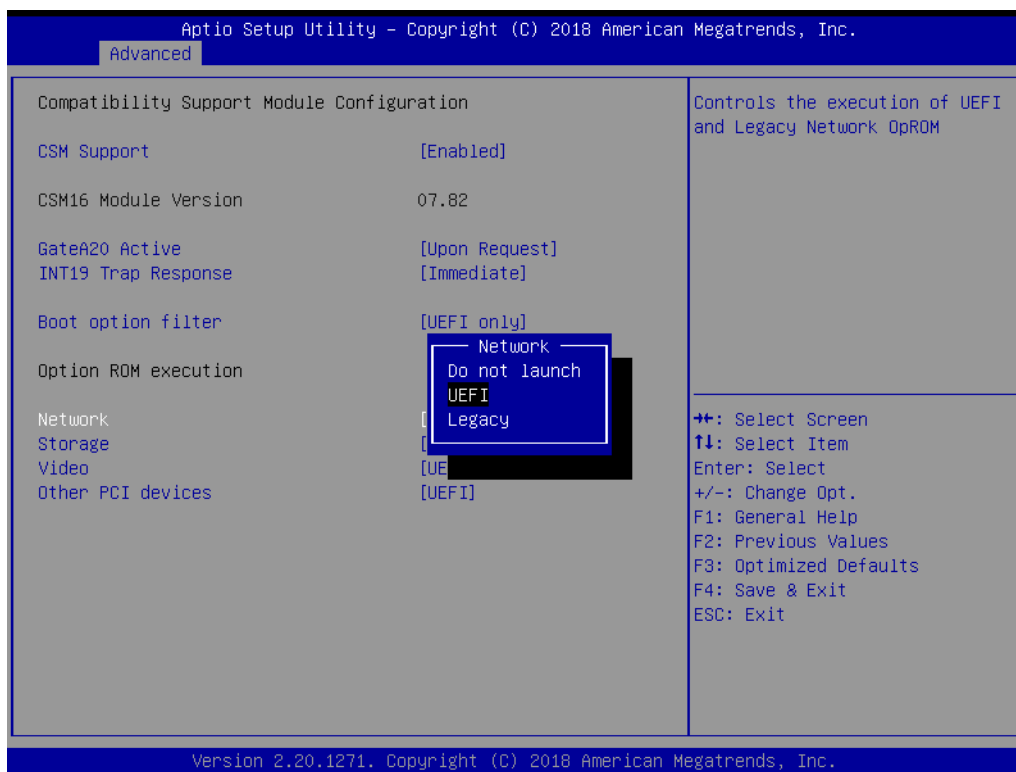 Aptio Setup Utility – Copyright (C) 2018 American Megatrends, Inc.
Advanced
Compatibility Support Module Configuration
CSM Support [Enabled]
CSM16 Module Version 07.82
GateA20 Active [Upon Request]
INT19 Trap Response [Immediate]
Boot option filter [UEFI only]
Option ROM execution
Network [
Storage [
Video [UE
Other PCI devices [UEFI]
Network
Do not launch
UEFI
Legacy
Controls the execution of UEFI
and Legacy Network OpROM
→←: Select Screen
↑↓: Select Item
Enter: Select
+/-: Change Opt.
F1: General Help
F2: Previous Values
F3: Optimized Defaults
F4: Save & Exit
ESC: Exit
Version 2.20.1271. Copyright (C) 2018 American Megatrends, Inc.